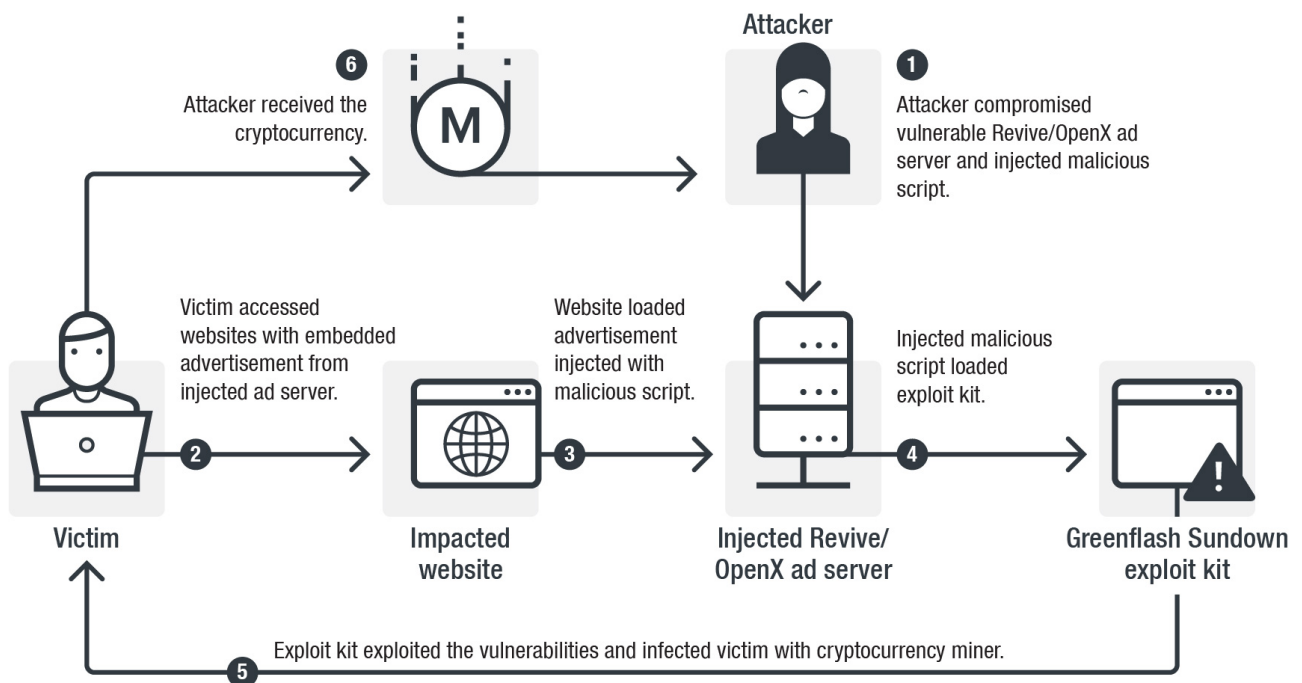 Attacker
6
Attacker received the
cryptocurrency.
M
1
Attacker compromised
vulnerable Revive/OpenX ad
server and injected malicious
script.
Victim accessed
websites with embedded
advertisement from
injected ad server.
2
Website loaded
advertisement
injected with
malicious script.
3
Injected malicious
script loaded
exploit kit.
4
!
Victim
Impacted
website
Injected Revive/
OpenX ad server
Greenflash Sundown
exploit kit
Exploit kit exploited the vulnerabilities and infected victim with cryptocurrency miner.
5